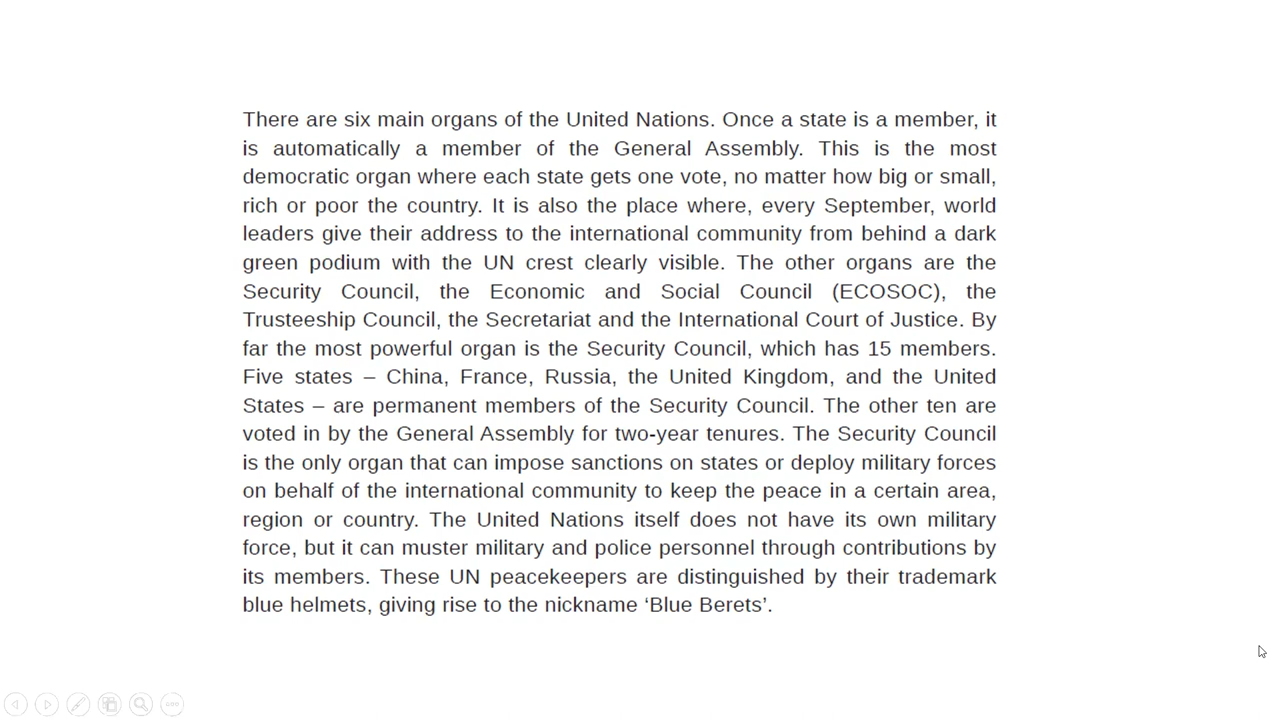 There are six main organs of the United Nations. Once a state is a member, it
is automatically a member of the General Assembly. This is the most
democratic organ where each state gets one vote, no matter how big or small,
rich or poor the country. It is also the place where, every September, world
leaders give their address to the international community from behind a dark
green podium with the UN crest clearly visible. The other organs are the
Security Council, the Economic and Social Council (ECOSOC), the
Trusteeship Council, the Secretariat and the International Court of Justice. By
far the most powerful organ is the Security Council, which has 15 members.
Five states – China, France, Russia, the United Kingdom, and the United
States – are permanent members of the Security Council. The other ten are
voted in by the General Assembly for two-year tenures. The Security Council
is the only organ that can impose sanctions on states or deploy military forces
on behalf of the international community to keep the peace in a certain area,
region or country. The United Nations itself does not have its own military
force, but it can muster military and police personnel through contributions by
its members. These UN peacekeepers are distinguished by their trademark
blue helmets, giving rise to the nickname ‘Blue Berets’.